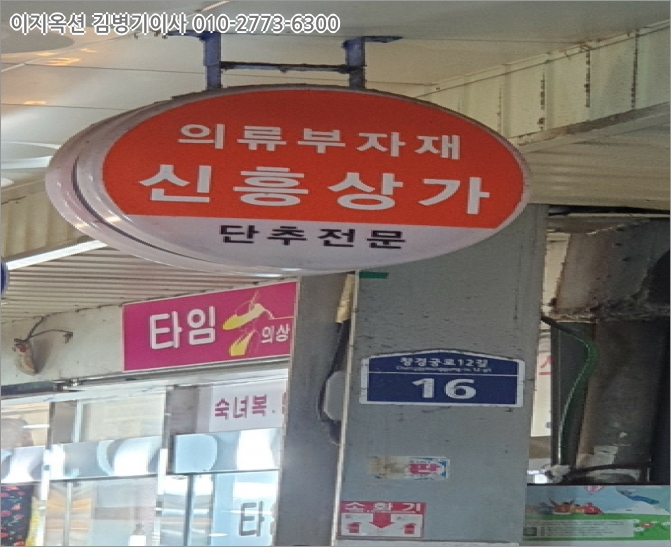 이지옥션 김병기이사 010-2773-6300
의류부자재
신흥상가
단추전문
타임 의상
창경궁로12길
16
숙녀복
타
소화기